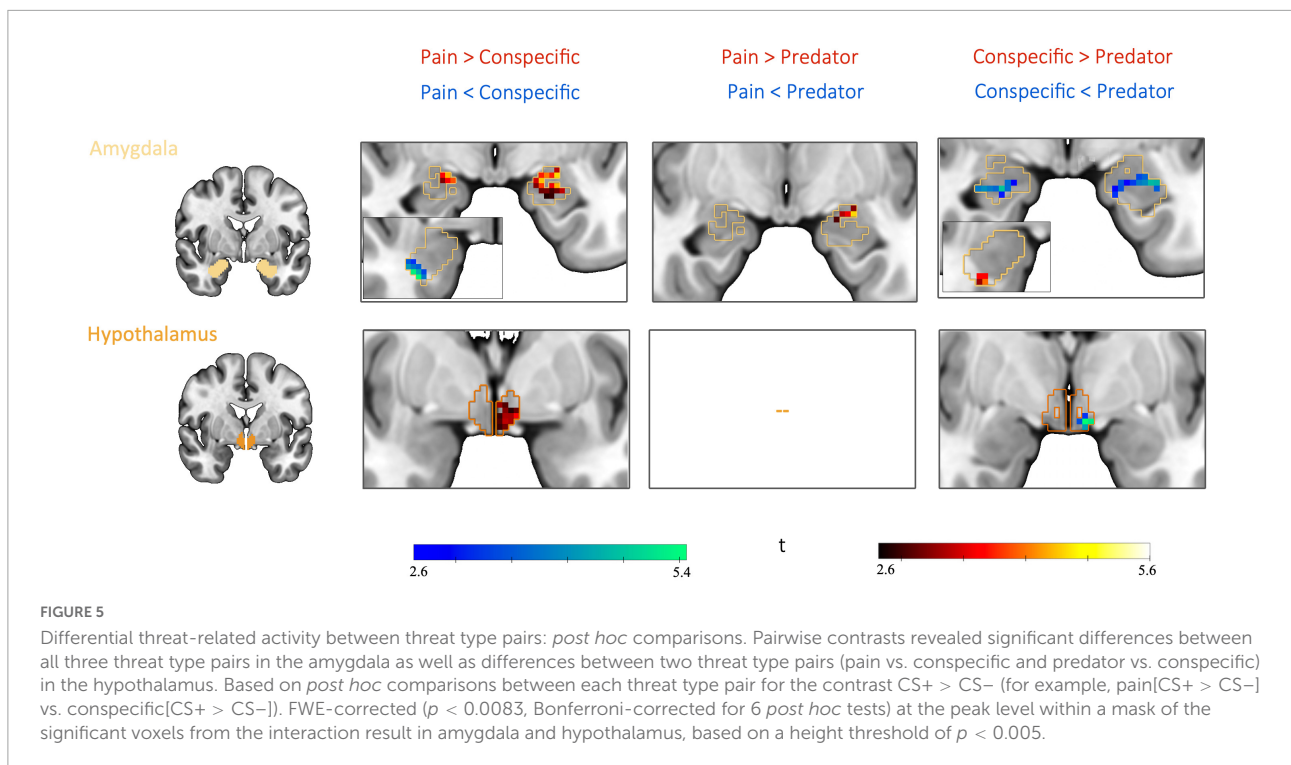 Pain > Conspecific
Pain > Predator
Conspecific > Predator
Pain < Conspecific
Pain < Predator
Conspecific < Predator
Amygdala
Hypothalamus
--
t
2.6
5.4
2.6
5.6
FIGURE 5
Differential threat-related activity between threat type pairs: post hoc comparisons. Pairwise contrasts revealed significant differences between
all three threat type pairs in the amygdala as well as differences between two threat type pairs (pain vs. conspecific and predator vs. conspecific)
in the hypothalamus. Based on post hoc comparisons between each threat type pair for the contrast CS+ > CS− (for example, pain[CS+ > CS−]
vs. conspecific[CS+ > CS−]). FWE-corrected (p < 0.0083, Bonferroni-corrected for 6 post hoc tests) at the peak level within a mask of the
significant voxels from the interaction result in amygdala and hypothalamus, based on a height threshold of p < 0.005.